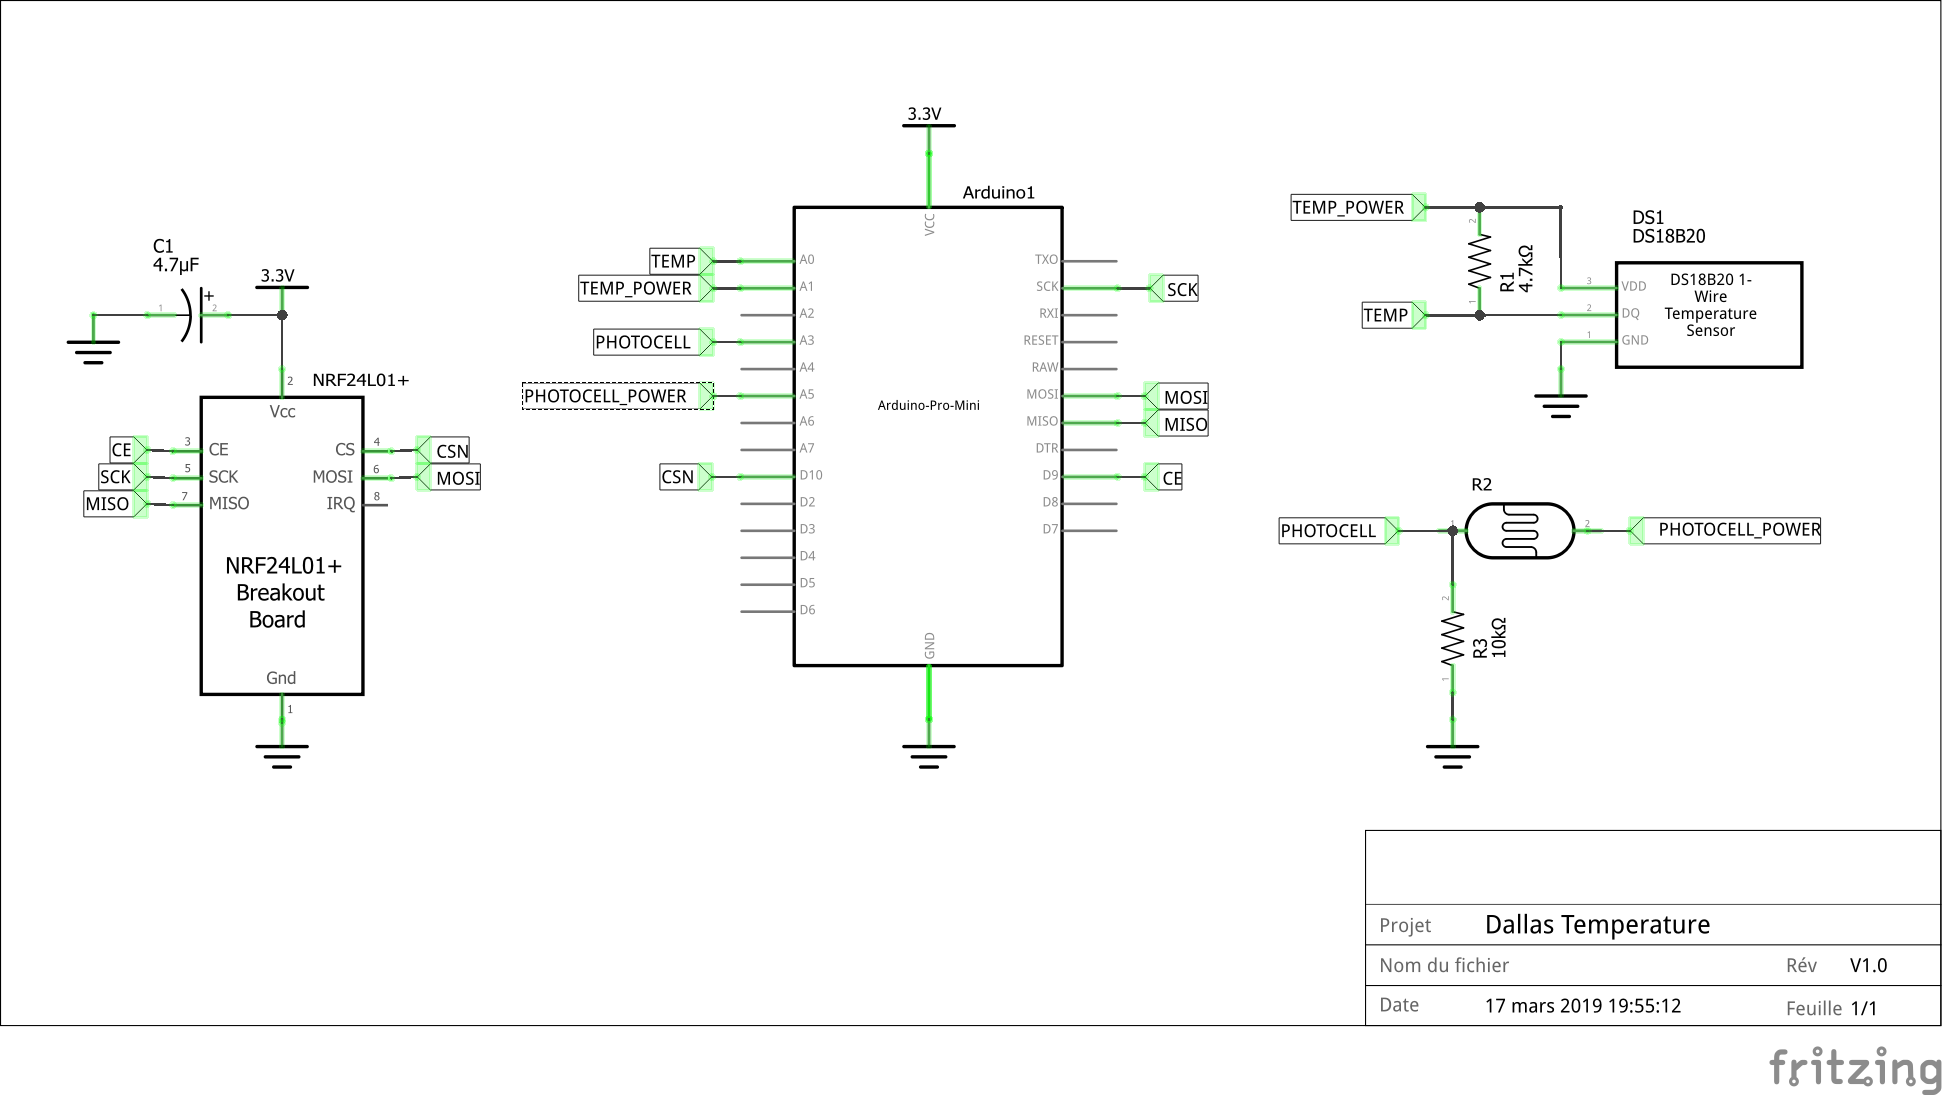 C1
4.7µF
1
+
2
3.3V
2
NRF24L01+
Vcc
CE
3
CE
SCK
5
SCK
MISO
7
MISO
CS
4
CSN
MOSI
6
MOSI
IRQ
8
NRF24L01+
Breakout
Board
Gnd
1
3.3V
Arduino1
VCC
TEMP
A0
TEMP_POWER
A1
A2
PHOTOCELL
A3
A4
PHOTOCELL_POWER
A5
A6
A7
CSN
D10
D2
D3
D4
D5
D6
Arduino-Pro-Mini
TXO
SCK
SCK
RXI
RESET
RAW
MOSI
MOSI
MISO
MISO
DTR
D9
CE
D8
D7
GND
TEMP_POWER
2
R1
4.7kΩ
1
TEMP
DS1
DS18B20
3
VDD
2
DQ
1
GND
DS18B20 1-
Wire
Temperature
Sensor
R2
PHOTOCELL
1
2
PHOTOCELL_POWER
2
R3
10kΩ
1
Projet
Dallas Temperature
Nom du fichier
Rév
V1.0
Date
17 mars 2019 19:55:12
Feuille
1/1
fritzing